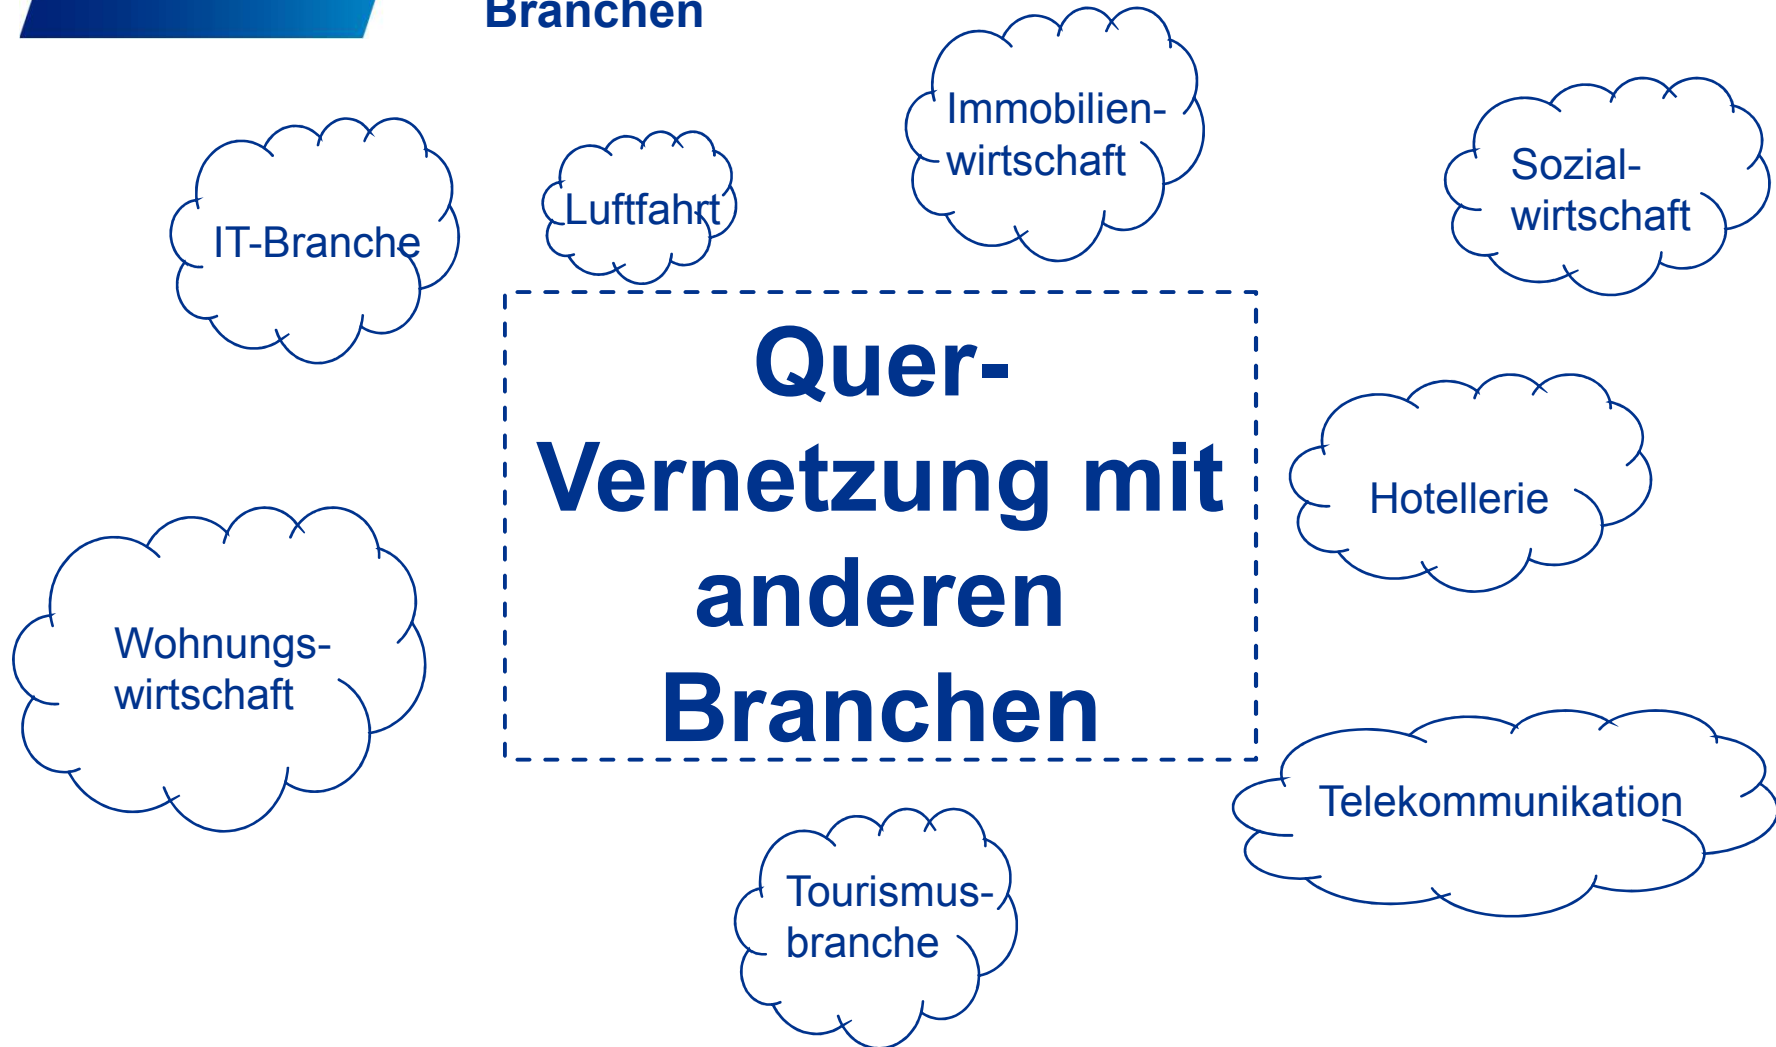 Branchen
Immobilien-
wirtschaft
Sozial-
wirtschaft
Luftfahrt
IT-Branche
Quer-
Vernetzung mit
anderen
Branchen
Hotellerie
Wohnungs-
wirtschaft
Telekommunikation
Tourismus-
branche